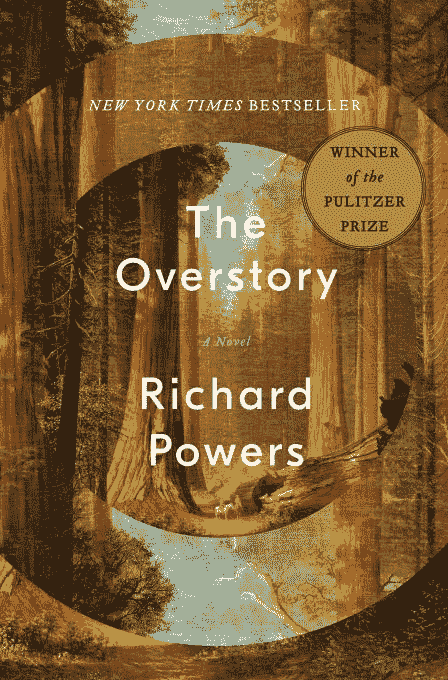 NEW YORK TIMES BESTSELLER
WINNER
of the
PULITZER
PRIZE
The
Overstory
A Novel
Richard
Powers